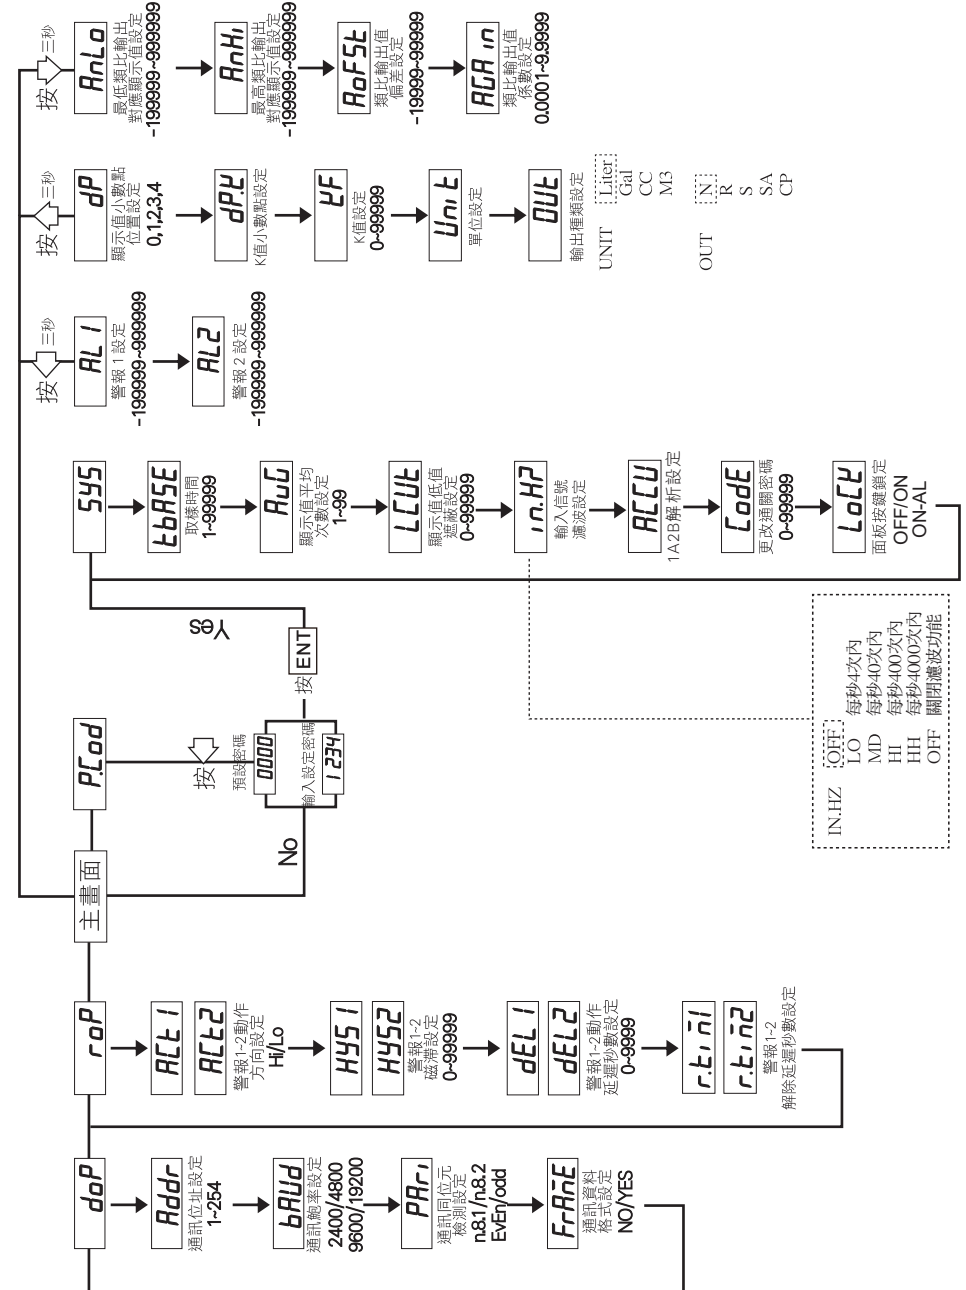 按
三秒
AnLo
最低類比輸出
對應顯示值設定
-199999~999999
AnHi
最高類比輸出
對應顯示值設定
-199999~999999
AoFSt
類比輸出值
偏差設定
-19999~99999
AGA in
類比輸出值
係數設定
0.0001~9.9999
按
三秒
dP
顯示值小數點
位置設定
0,1,2,3,4
dP.K
K值小數點設定
KF
K值設定
0~99999
Uni t
單位設定
OUt
輸出種類設定
UNIT
Liter
Gal
CC
M3
OUT
N
R
S
SA
CP
按
三秒
AL 1
警報 1 設定
-199999~999999
AL2
警報 2 設定
-199999~999999
SYS
tbASE
取樣時間
1~99999
AvG
顯示值平均
次數設定
1~99
LCUt
顯示值低值
遮蔽設定
0~99999
in.H?
輸入信號
濾波設定
ACCU
1A2B解析設定
CodE
更改通關密碼
0~99999
LoCK
面板按鍵鎖定
OFF/ON
ON-AL
Yes
按
ENT
P.Cod
按
預設密碼
0000
輸入設定密碼
1234
No
主畫面
IN.HZ
OFF
LO 每秒4次內
MD 每秒40次內
HI 每秒400次內
HH 每秒4000次內
OFF 關閉濾波功能
roP
ACt 1
ACt2
警報1~2動作
方向設定
Hi/Lo
HYS 1
HYS2
警報1~2
磁滯設定
0~99999
dEL 1
dEL2
警報1~2動作
延遲秒數設定
0~9999
r.ti m1
r.ti m2
警報1~2
解除延遲秒數設定
doP
Addr
通訊位址設定
1~254
bAUd
通訊鮑率設定
2400/4800
9600/19200
PAri
通訊同位元
檢測設定
n.8.1/n.8.2
EvEn/odd
FrAmE
通訊資料
格式設定
NO/YES